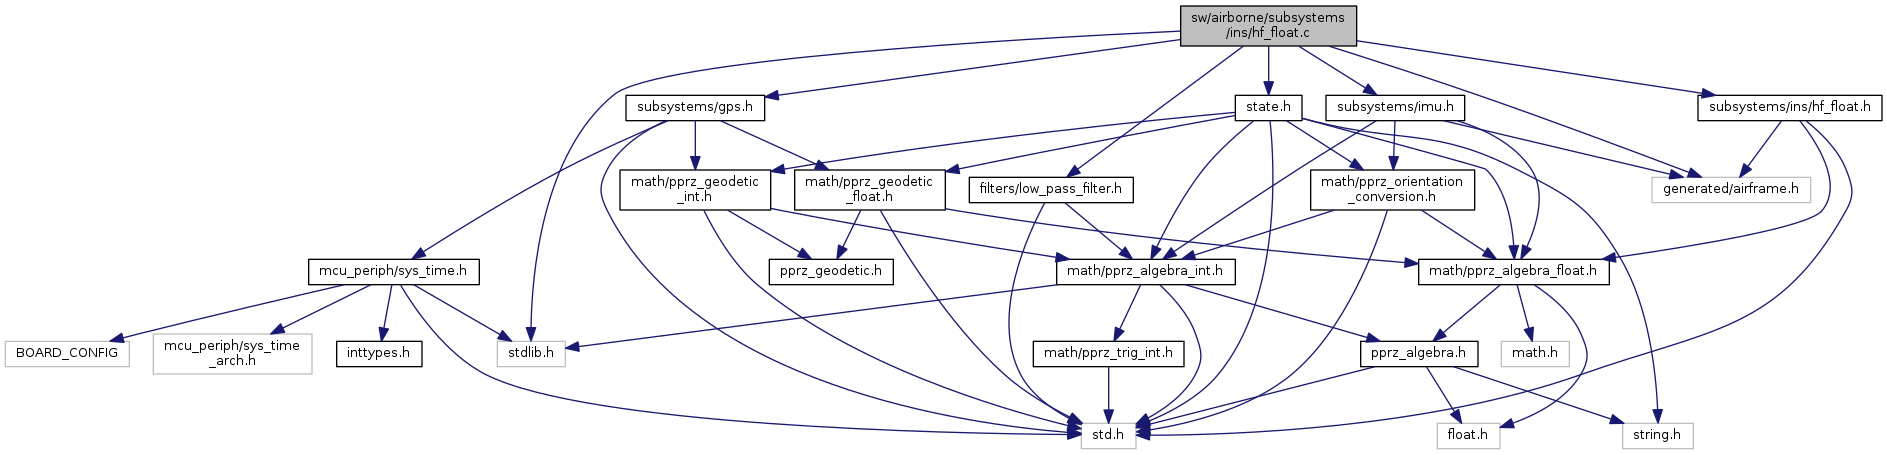 sw/airborne/subsystems
/ins/hf_float.c
subsystems/gps.h
state.h
subsystems/imu.h
subsystems/ins/hf_float.h
math/pprz_geodetic
_int.h
math/pprz_geodetic
_float.h
filters/low_pass_filter.h
math/pprz_orientation
_conversion.h
generated/airframe.h
mcu_periph/sys_time.h
pprz_geodetic.h
math/pprz_algebra_int.h
math/pprz_algebra_float.h
BOARD_CONFIG
mcu_periph/sys_time
_arch.h
inttypes.h
stdlib.h
math/pprz_trig_int.h
pprz_algebra.h
math.h
std.h
float.h
string.h